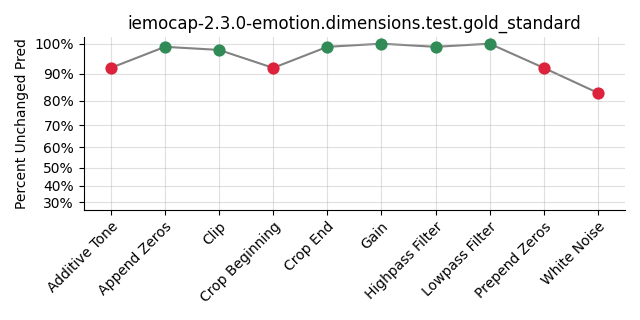 iemocap-2.3.0-emotion.dimensions.test.gold_standard
Percent Unchanged Pred
100%
90%
80%
70%
60%
50%
40%
30%
Additive Tone
Append Zeros
Clip
Crop Beginning
Crop End
Gain
Highpass Filter
Lowpass Filter
Prepend Zeros
White Noise